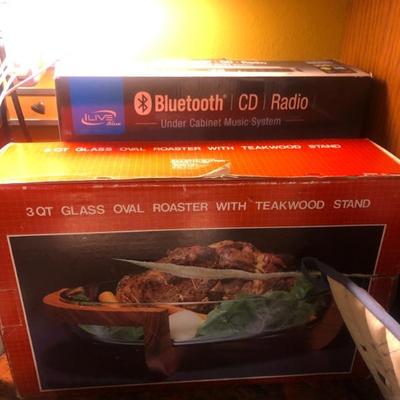 iLIVE
Blue
Bluetooth® | CD | Radio
Under Cabinet Music System
3 QT GLASS OVAL ROASTER WITH TEAKWOOD STAND
3 QT GLASS OVAL ROASTER WITH TEAKWOOD STAND